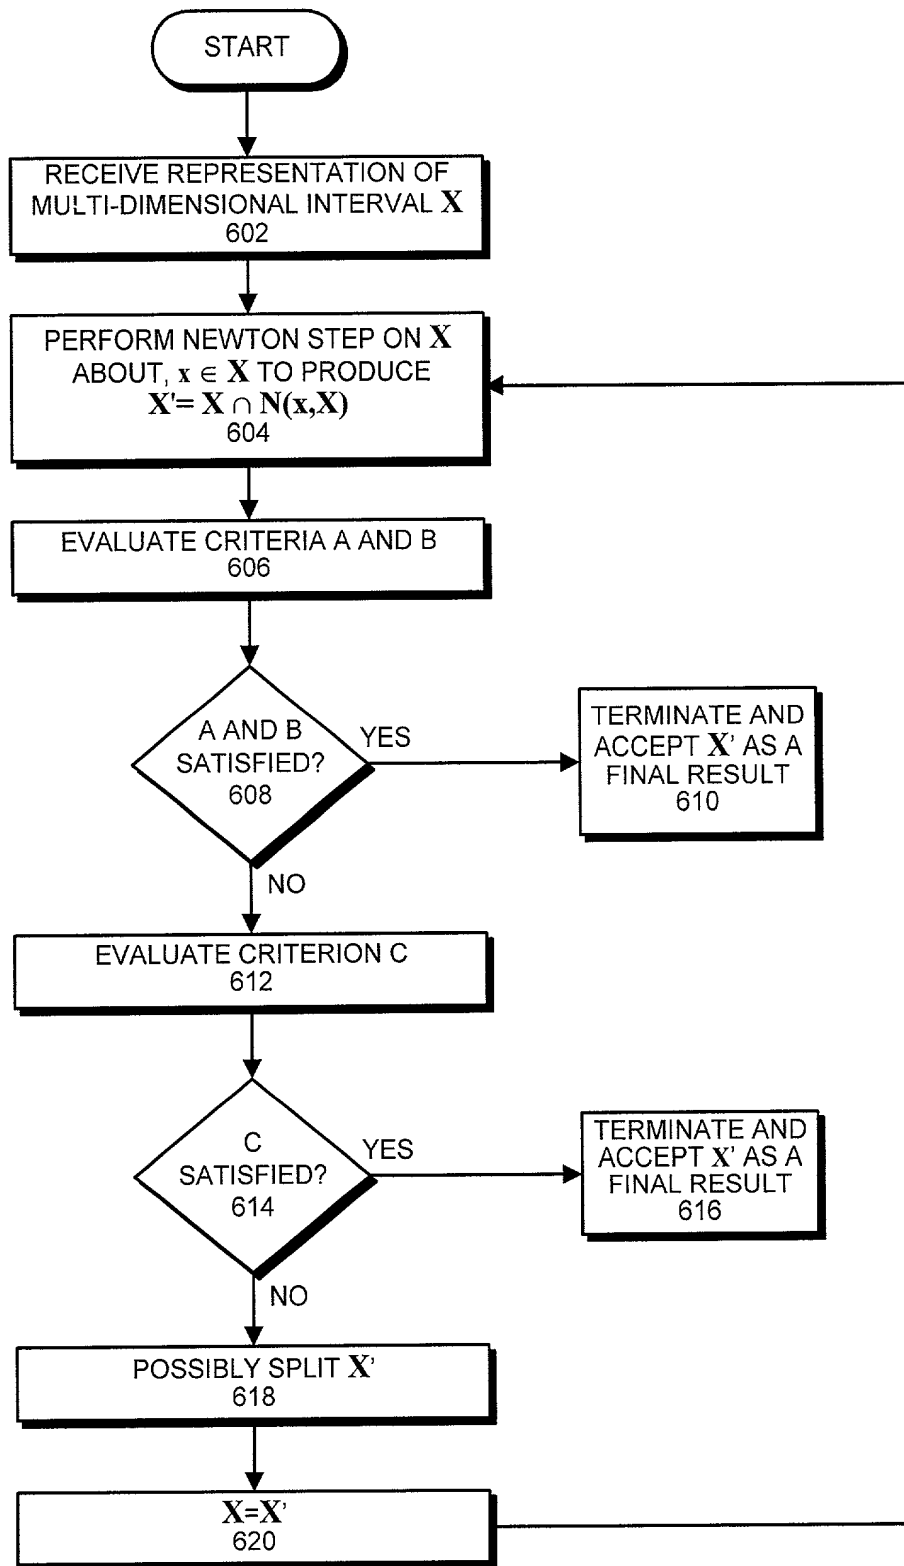 START
RECEIVE REPRESENTATION OF
MULTI-DIMENSIONAL INTERVAL X
602
PERFORM NEWTON STEP ON X
ABOUT, x ∈ X TO PRODUCE
X'= X ∩ N(x,X)
604
EVALUATE CRITERIA A AND B
606
A AND B
SATISFIED?
608
YES
TERMINATE AND
ACCEPT X' AS A
FINAL RESULT
610
NO
EVALUATE CRITERION C
612
C
SATISFIED?
614
YES
TERMINATE AND
ACCEPT X' AS A
FINAL RESULT
616
NO
POSSIBLY SPLIT X'
618
X=X'
620